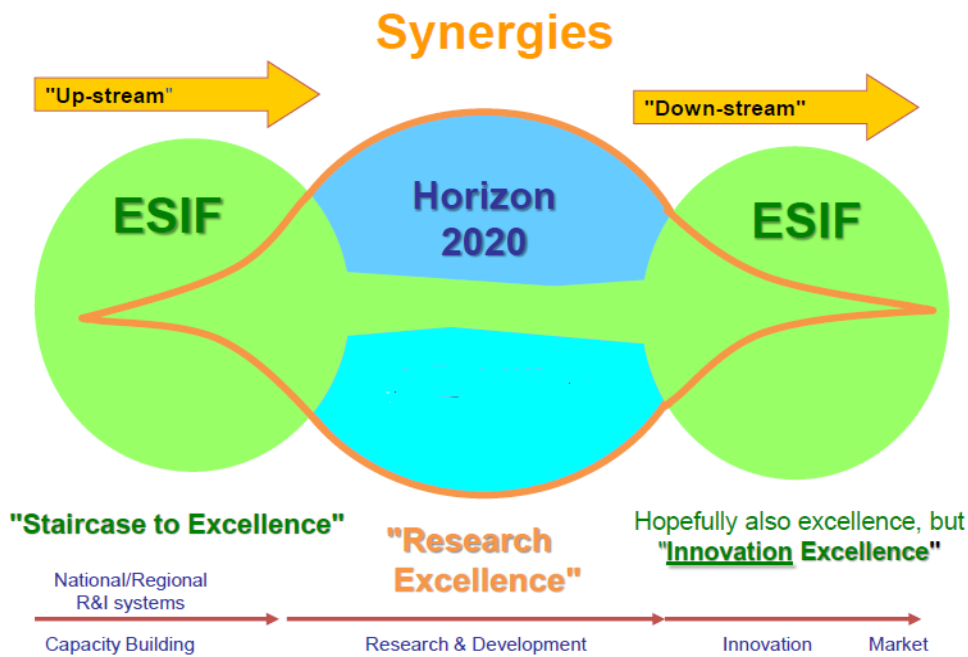 Synergies
"Up-stream"
"Down-stream"
ESIF
Horizon
2020
ESIF
"Staircase to Excellence"
"Research
Excellence"
Hopefully also excellence, but
"Innovation Excellence"
National/Regional
R&I systems
Capacity Building
Research & Development
Innovation
Market